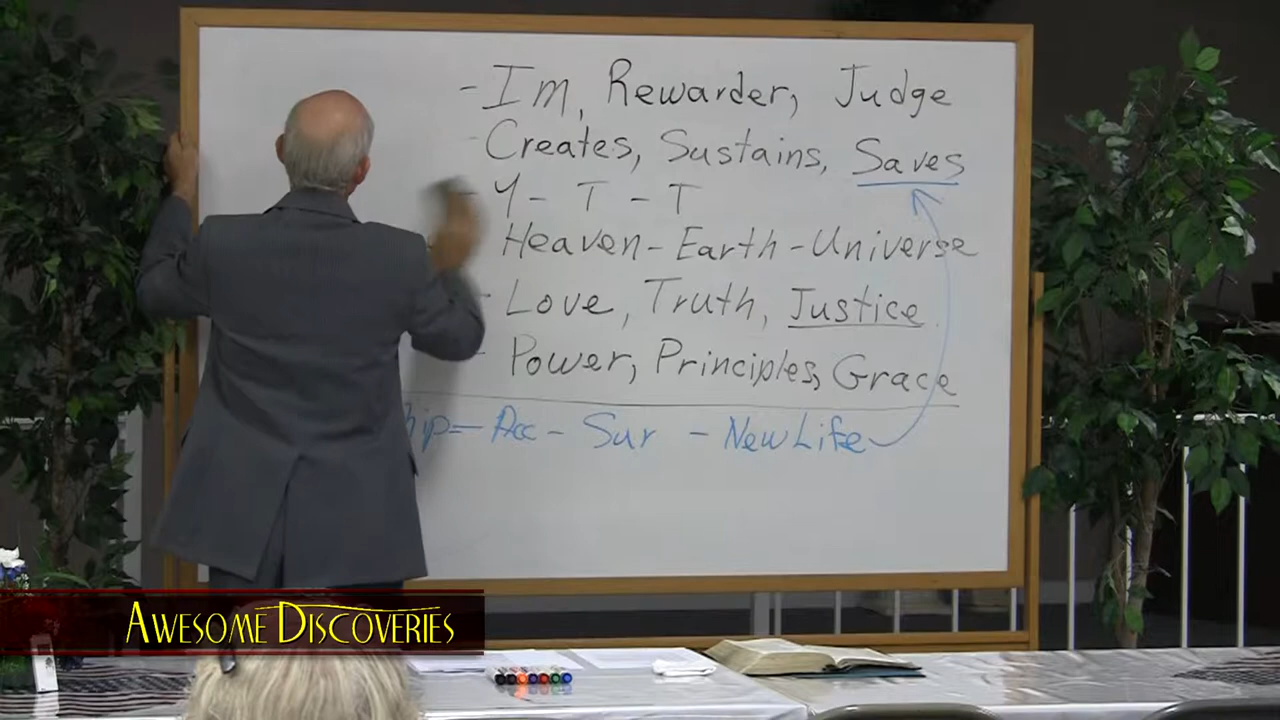 - Im, Rewarder, Judge
- Creates, Sustains, Saves
- Y - T - T
Heaven - Earth - Universe
- Love, Truth, Justice
- Power, Principles, Grace
hip = Acc - Sur - New Life
Awesome Discoveries